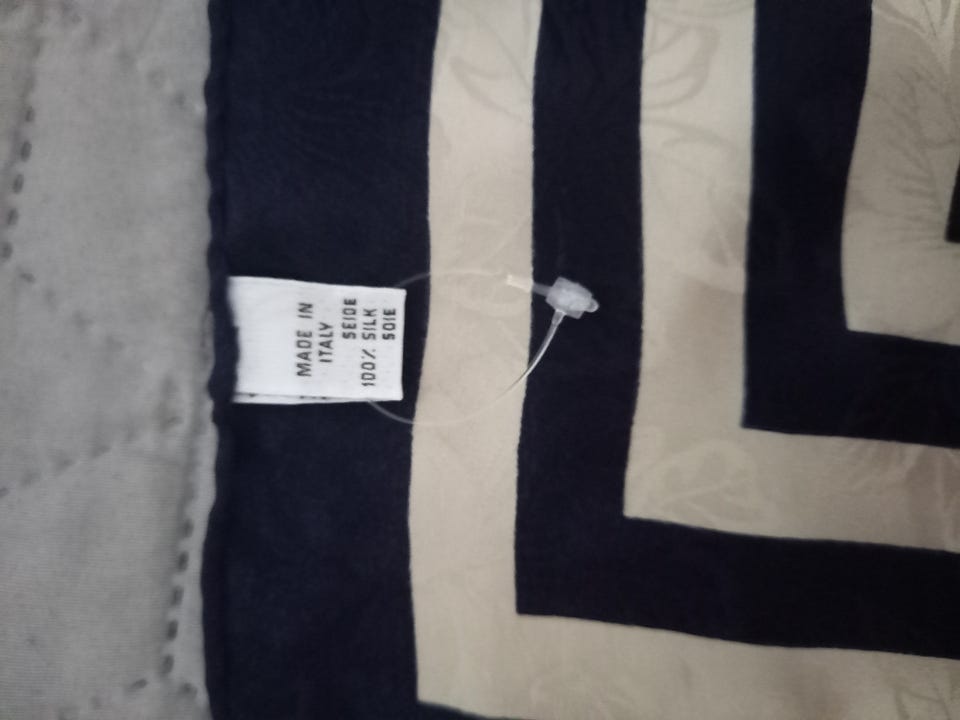 MADE IN
ITALY
SEIDE
100% SILK
SOIE